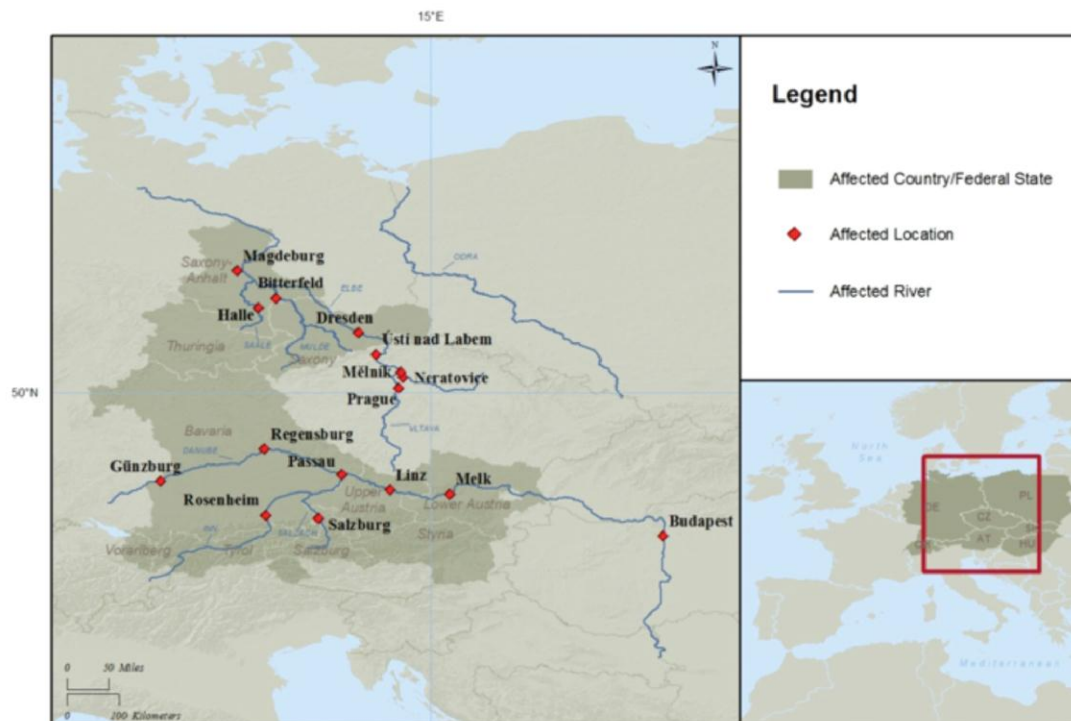 15°E
N
Legend
Affected Country/Federal State
Affected Location
Affected River
50°N
Magdeburg
Saxony-
Anhalt
Bitterfeld
ODRA
ELBE
Halle
Dresden
SAALE
MULDE
Ústí nad Labem
Thuringia
Saxony
Mělník
Neratovice
Prague
VLTAVA
Bavaria
Regensburg
DANUBE
Günzburg
Passau
Linz
Melk
Rosenheim
Upper
Austria
Lower Austria
Salzburg
Budapest
INN
SALZACH
Vorarlberg
Tyrol
Salzburg
Styria
0 50 Miles
0 200 Kilometers
North
Sea
DE
PL
CZ
AT
HU
Mediterranean